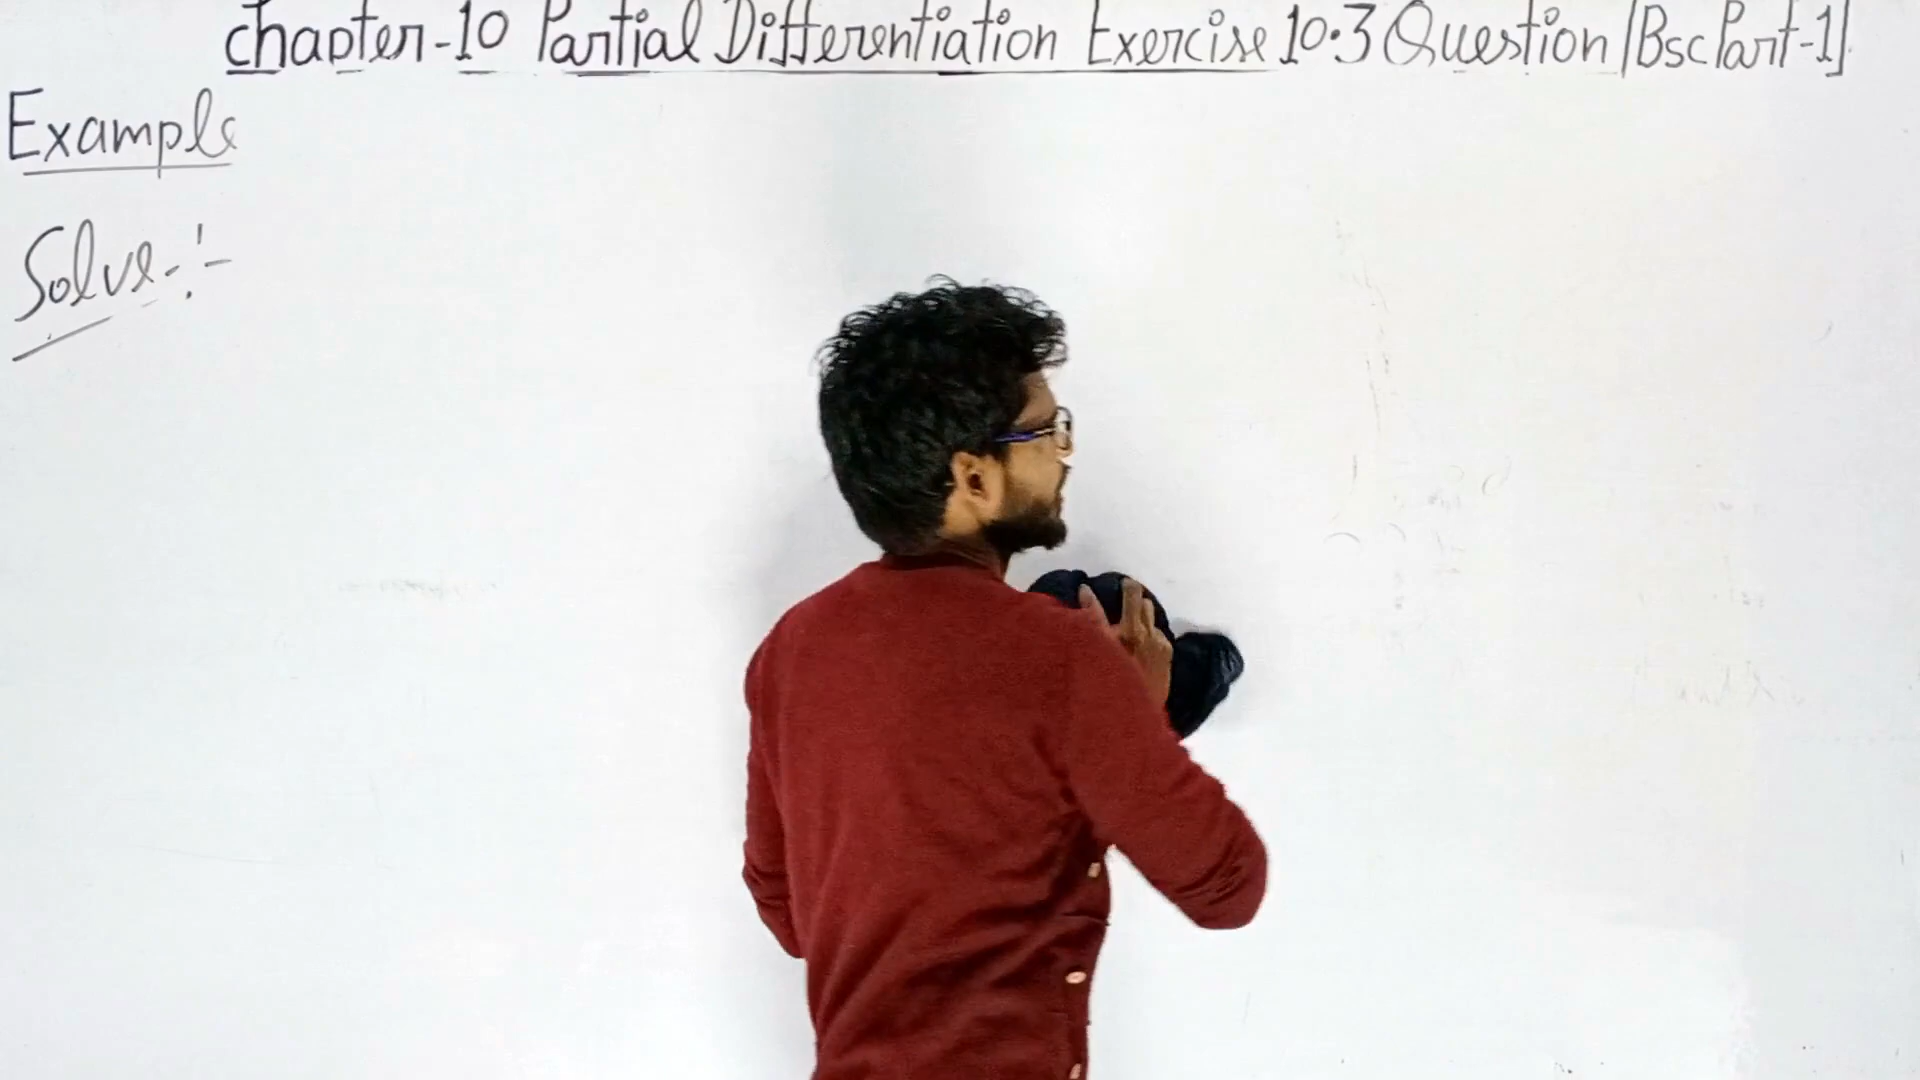 Chapter-10 Partial Differentiation Exercise 10.3 Question [Bsc Part-1]
Example
Solve:-